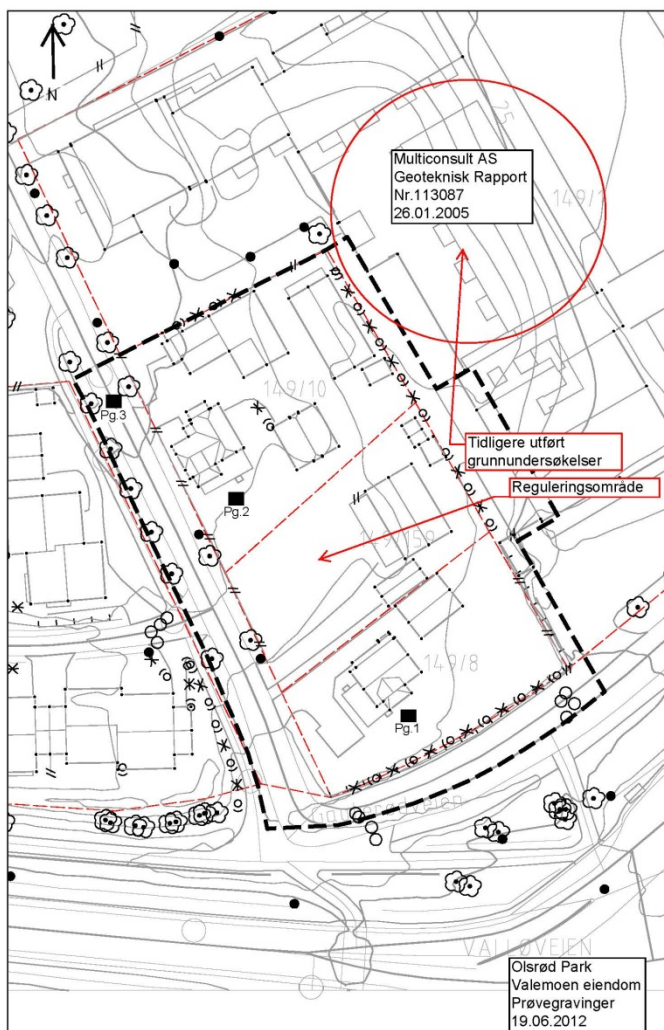 N
Multiconsult AS
Geoteknisk Rapport
Nr.113087
26.01.2005
149/1
25
149/10
Pg.3
Tidligere utført
grunnundersøkelser
Reguleringsområde
Pg.2
149/8
Pg.1
VALLØVEIEN
Olsrød Park
Valemoen eiendom
Prøvegravinger
19.06.2012